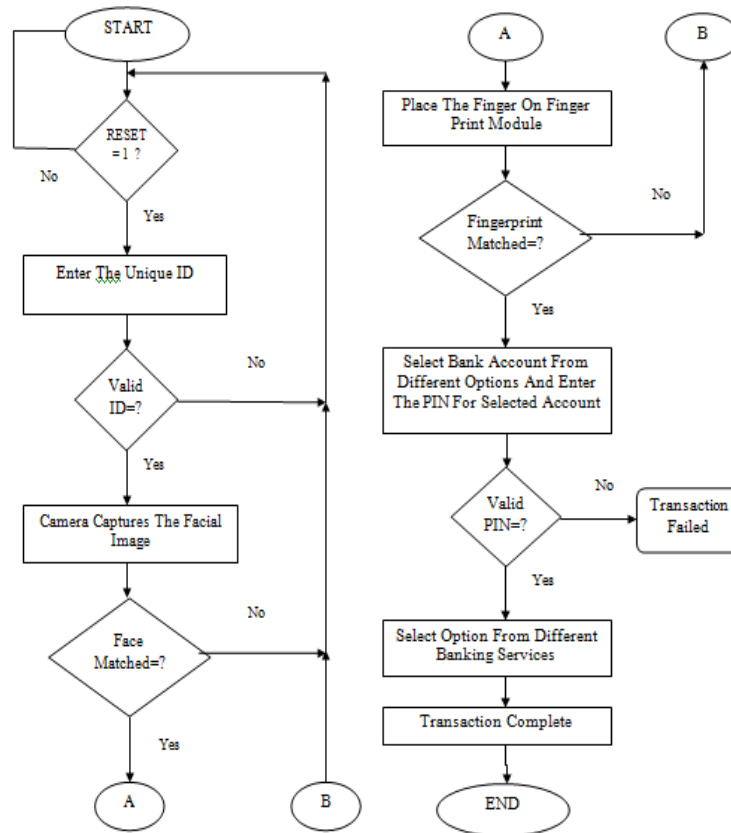 START
RESET
= 1 ?
No
Yes
Enter The Unique ID
Valid
ID=?
No
Yes
Camera Captures The Facial
Image
Face
Matched=?
No
Yes
A
B
A
B
Place The Finger On Finger
Print Module
Fingerprint
Matched=?
No
Yes
Select Bank Account From
Different Options And Enter
The PIN For Selected Account
Valid
PIN=?
No
Transaction
Failed
Yes
Select Option From Different
Banking Services
Transaction Complete
END